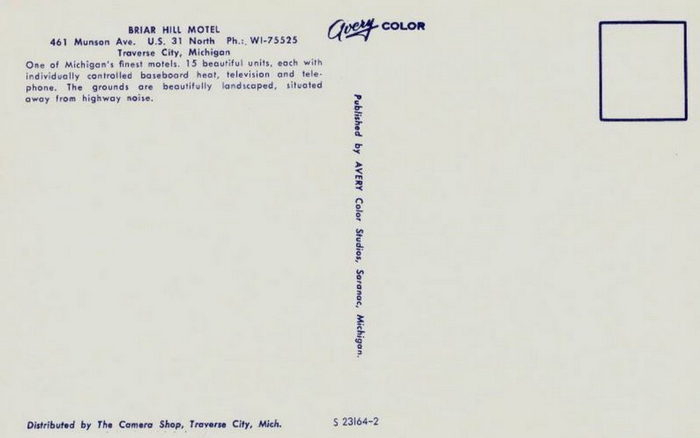 BRIAR HILL MOTEL
461 Munson Ave. U.S. 31 North Ph.: WI-75525
Traverse City, Michigan
One of Michigan's finest motels. 15 beautiful units, each with
individually controlled baseboard heat, television and tele-
phone. The grounds are beautifully landscaped, situated
away from highway noise.
Avery COLOR
Published by AVERY Color Studios, Saranac, Michigan.
Distributed by The Camera Shop, Traverse City, Mich.
S 23164-2